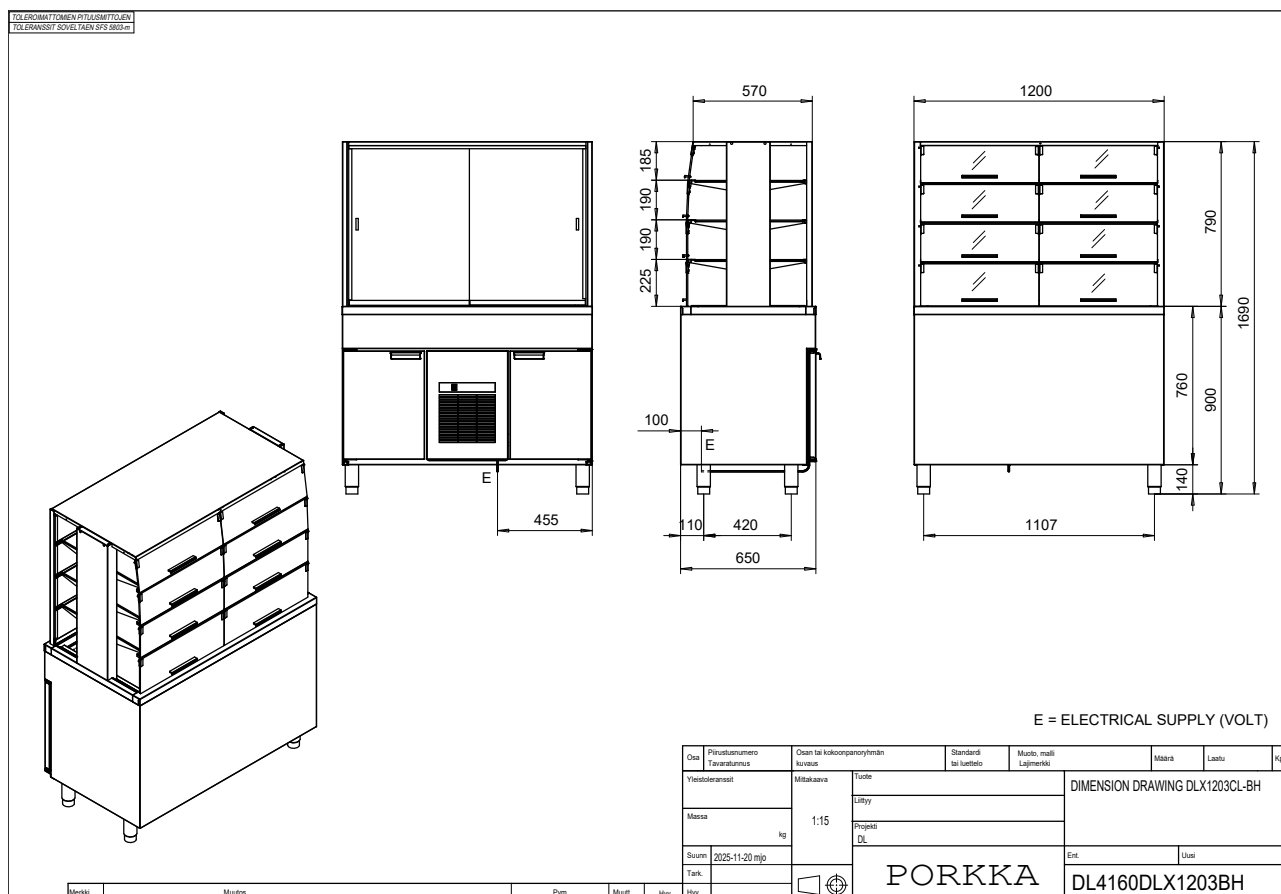 TOLEROIMATTOMIEN PITUUSMITTOJEN
TOLERANSSIT SOVELTAEN SFS 5803-m
570
1200
185
190
190
225
790
1690
760
900
140
100
E
E
455
110
420
650
1107
E = ELECTRICAL SUPPLY (VOLT)
Osa
Piirustusnumero
Tavaratunnus
Osan tai kokoonpanoryhmän
kuvaus
Standardi
tai luettelo
Muoto, malli
Lajimerkki
Määrä
Laatu
Yleistoleranssit
Mittakaava
Tuote
DIMENSION DRAWING DLX1203CL-BH
Liittyy
Massa
kg
1:15
Projekti
DL
Suunn
2025-11-20 mjo
Ent.
Uusi
Tark.
PORKKA
DL4160DLX1203BH
Merkki
Muutos
Pvm
Muutt.
Hyv.
Hyv.